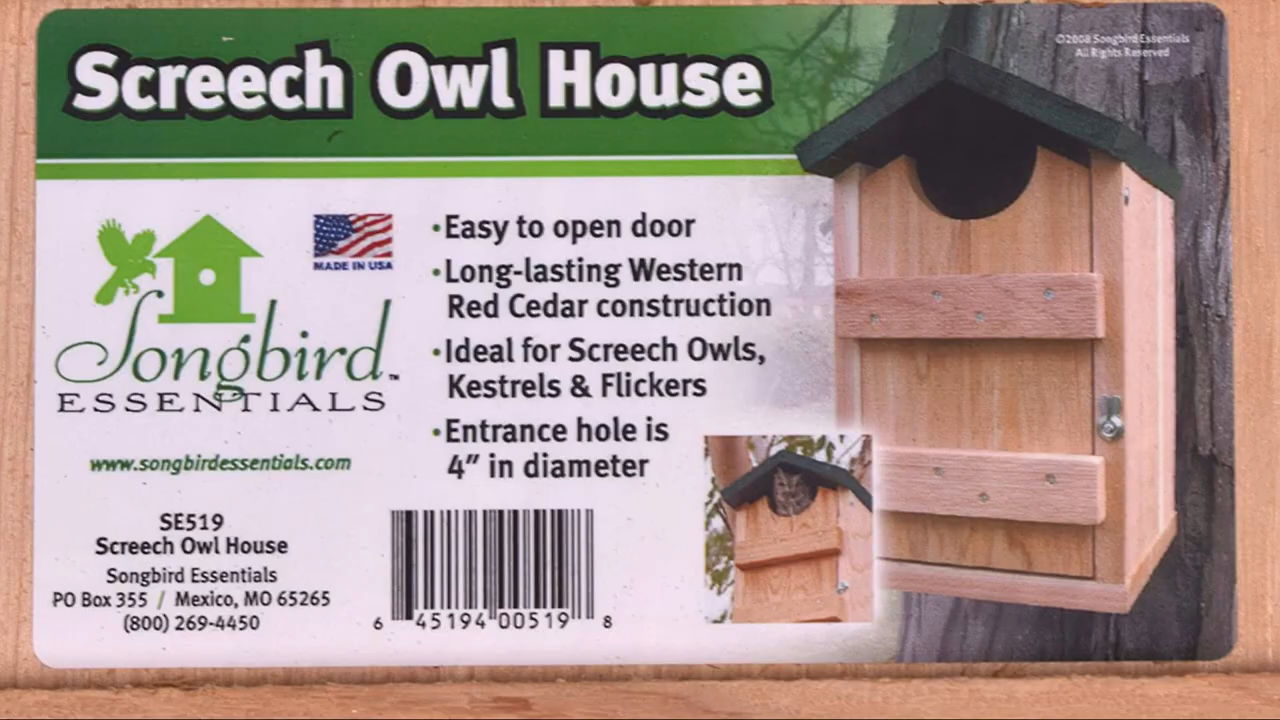 Screech Owl House
©2008 Songbird Essentials
All Rights Reserved
MADE IN USA
Songbird™
ESSENTIALS
www.songbirdessentials.com
•Easy to open door
•Long-lasting Western
Red Cedar construction
•Ideal for Screech Owls,
Kestrels & Flickers
•Entrance hole is
4” in diameter
SE519
Screech Owl House
Songbird Essentials
PO Box 355 / Mexico, MO 65265
(800) 269-4450
6 45194 00519 8